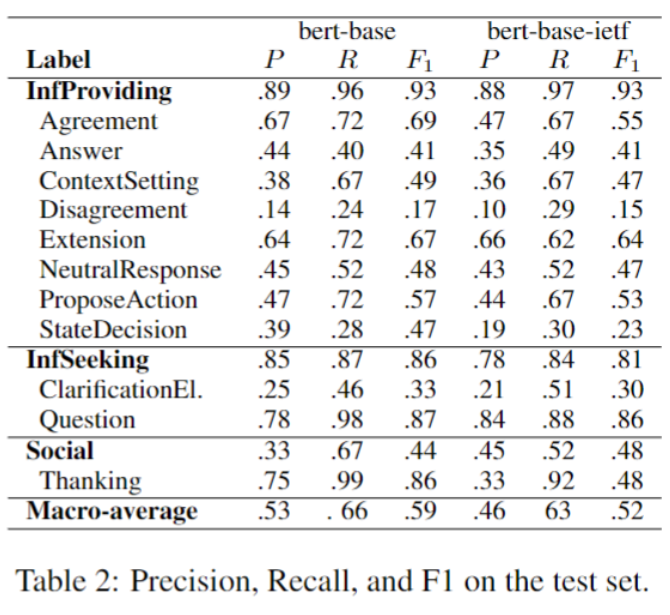 bert-base bert-base-ietf
Label P R F1 P R F1
InfProviding .89 .96 .93 .88 .97 .93
Agreement .67 .72 .69 .47 .67 .55
Answer .44 .40 .41 .35 .49 .41
ContextSetting .38 .67 .49 .36 .67 .47
Disagreement .14 .24 .17 .10 .29 .15
Extension .64 .72 .67 .66 .62 .64
NeutralResponse .45 .52 .48 .43 .52 .47
ProposeAction .47 .72 .57 .44 .67 .53
StateDecision .39 .28 .47 .19 .30 .23
InfSeeking .85 .87 .86 .78 .84 .81
ClarificationEl. .25 .46 .33 .21 .51 .30
Question .78 .98 .87 .84 .88 .86
Social .33 .67 .44 .45 .52 .48
Thanking .75 .99 .86 .33 .92 .48
Macro-average .53 . 66 .59 .46 63 .52
Table 2: Precision, Recall, and F1 on the test set.